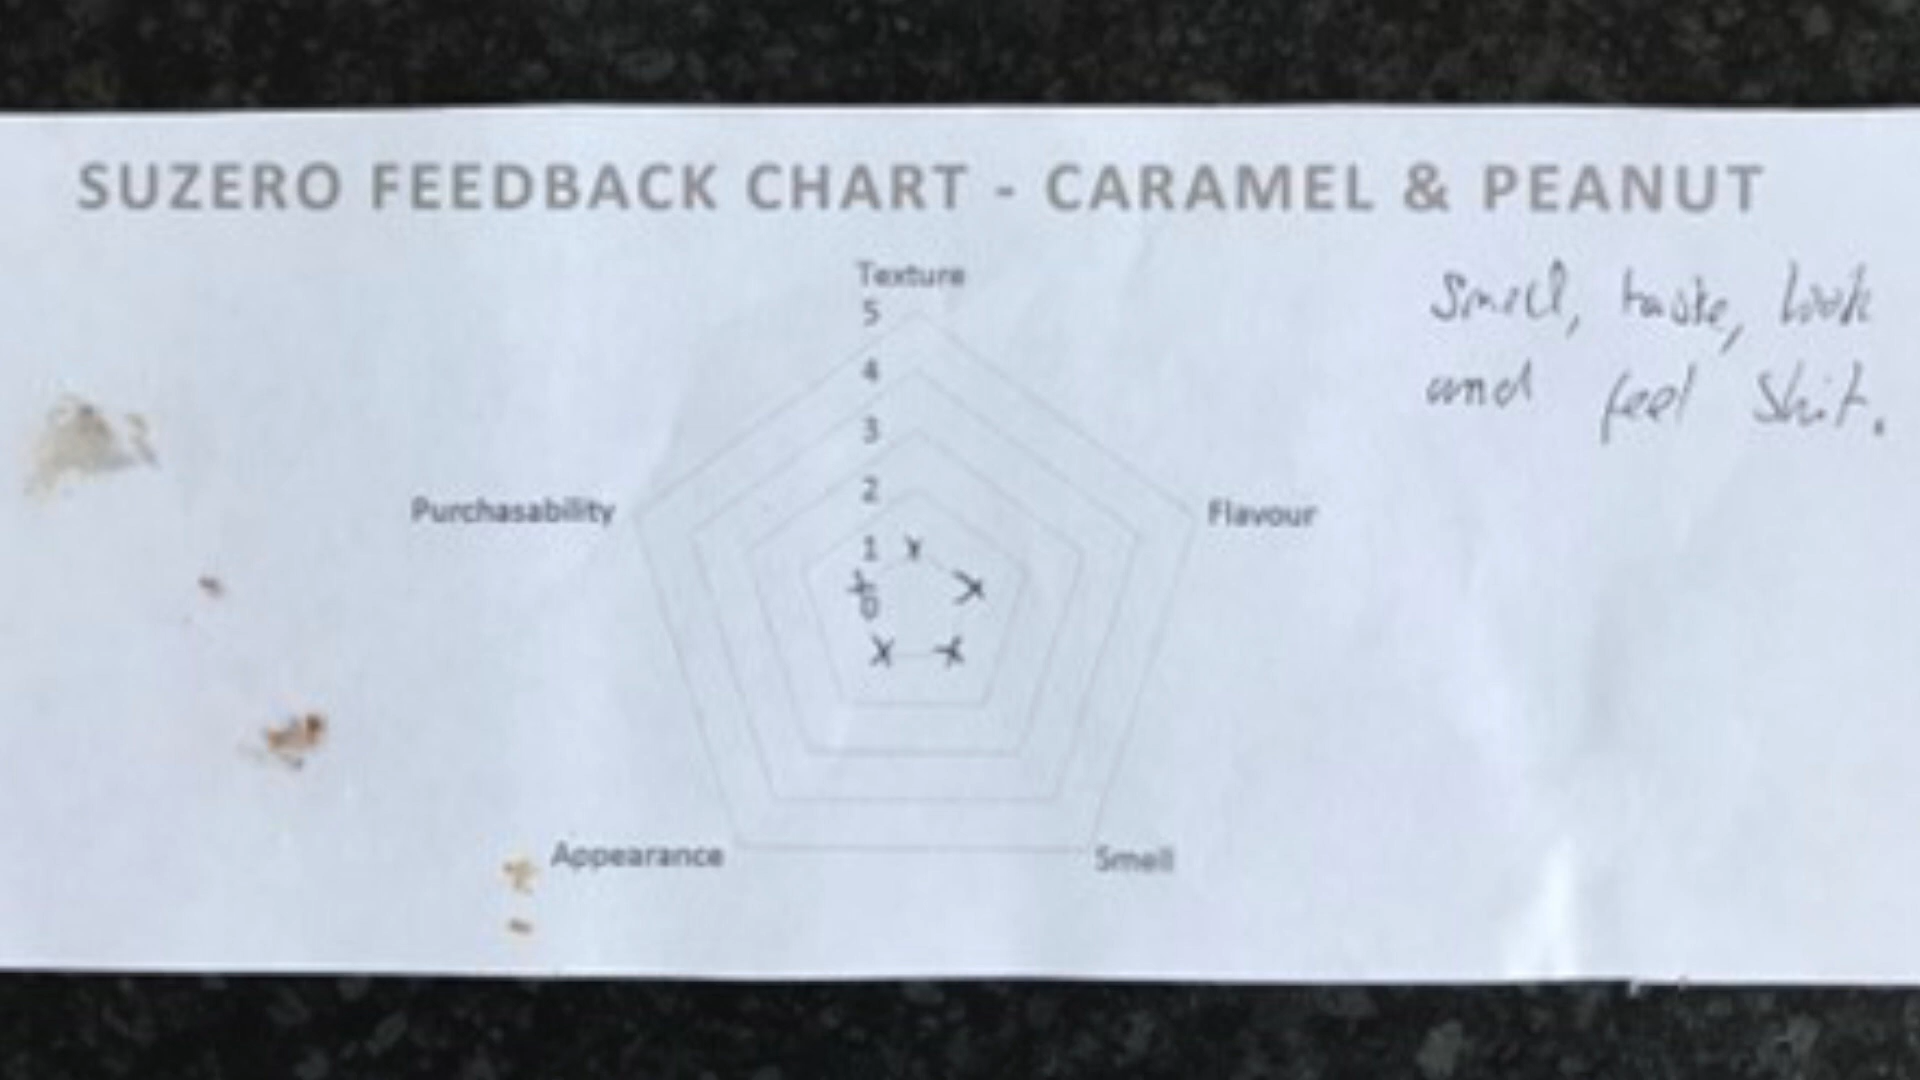 SUZERO FEEDBACK CHART - CARAMEL & PEANUT
Texture
5
4
3
2
1
0
Purchasability
Flavour
Appearance
Smell
Smell, taste, look
and feel shit.